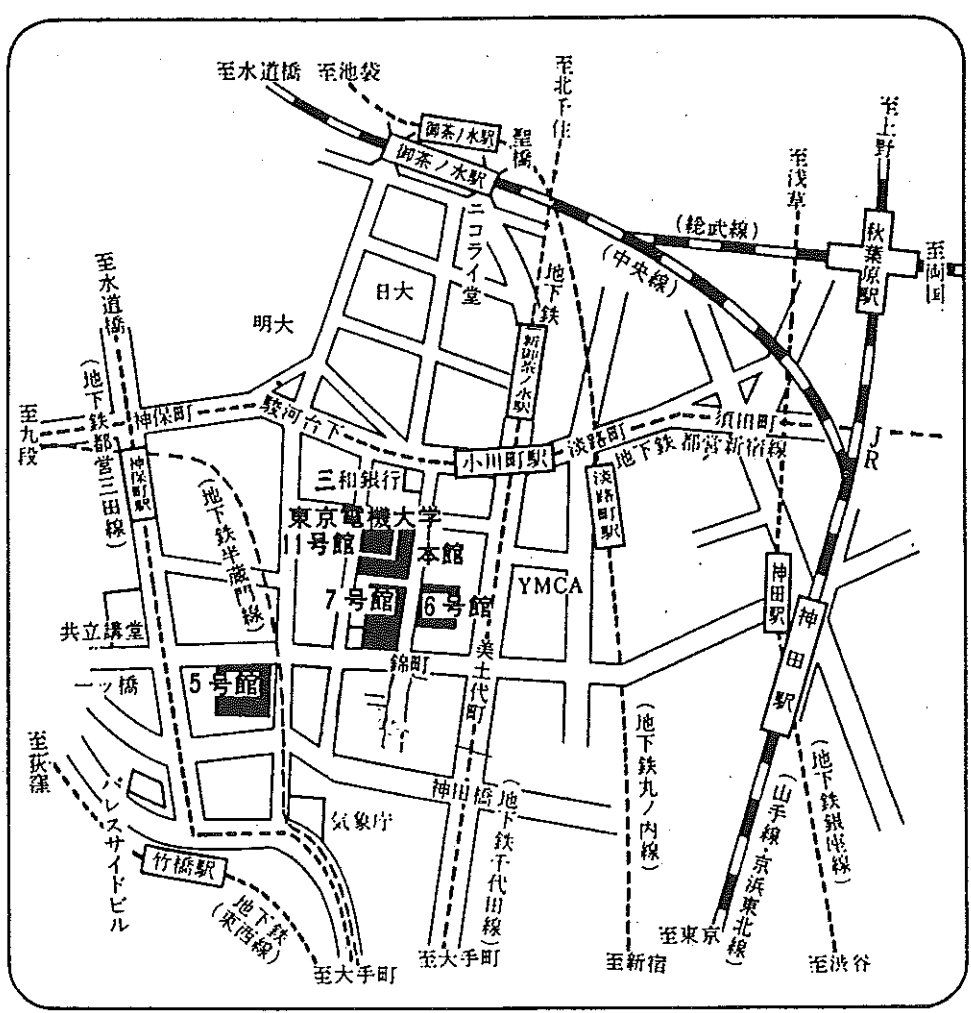 至水道橋
至池袋
至北千住
御茶ノ水駅
聖橋
至上野
至浅草
御茶ノ水駅
ニコライ堂
(総武線)
秋葉原駅
至両国
(中央線)
地下鉄
至水道橋
日大
明大
新御茶ノ水駅
(地下鉄都営三田線)
至九段
神保町
駿河台下
淡路町
須田町
JR
小川町駅
地下鉄 都営新宿線
神保町駅
三和銀行
淡路町駅
(地下鉄半蔵門線)
東京電機大学
11号館
本館
神田駅
YMCA
7号館
6号館
神田駅
共立講堂
錦町
美土代町
一ッ橋
5号館
至荻窪
パレスサイドビル
神田橋
気象庁
(地下鉄千代田線)
(地下鉄丸ノ内線)
(山手線 京浜東北線)
(地下鉄銀座線)
竹橋駅
地下鉄
(東西線)
至大手町
至大手町
至新宿
至東京
至渋谷